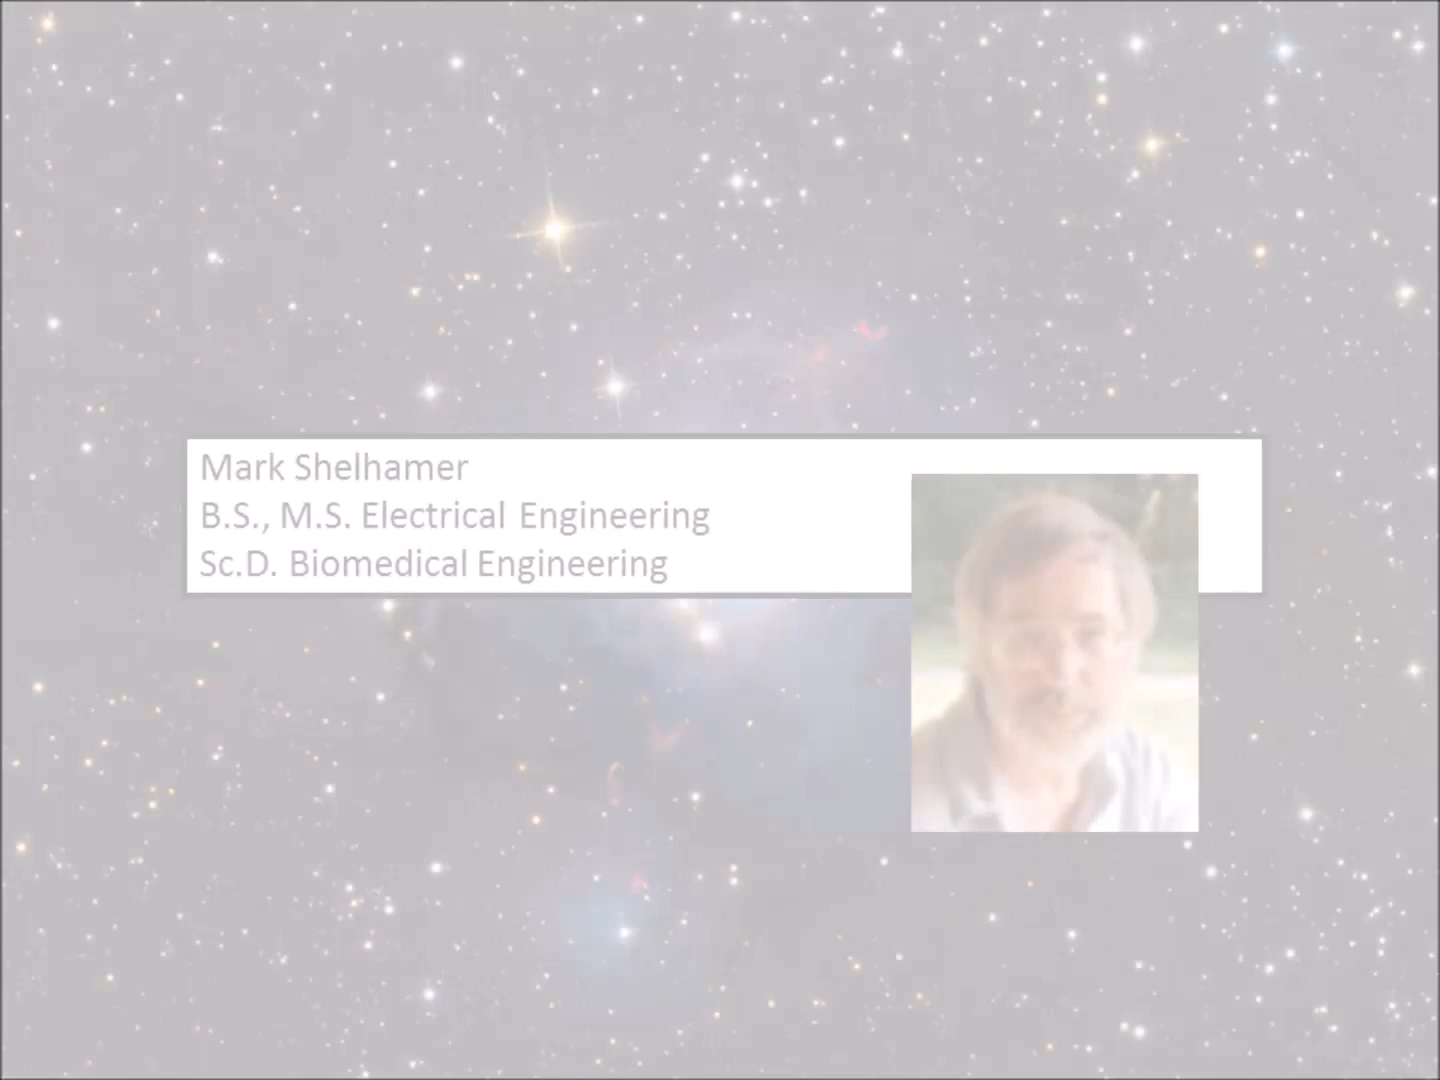 Mark Shelhamer
B.S., M.S. Electrical Engineering
Sc.D. Biomedical Engineering